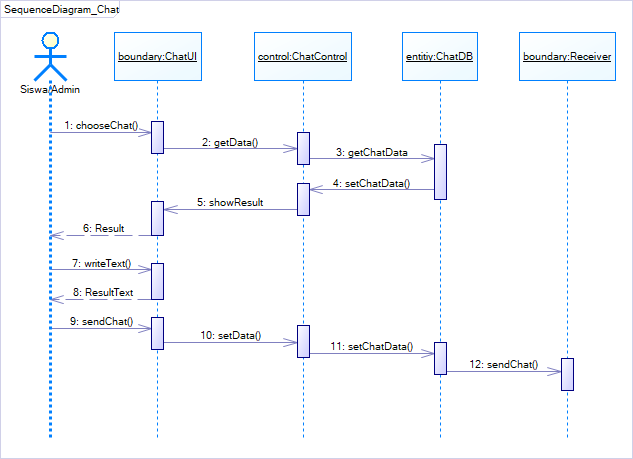 SequenceDiagram_Chat
boundary:ChatUI
control:ChatControl
entitiy:ChatDB
boundary:Receiver
Siswa/Admin
1: chooseChat()
2: getData()
3: getChatData
4: setChatData()
5: showResult
6: Result
7: writeText()
8: ResultText
9: sendChat()
10: setData()
11: setChatData()
12: sendChat()